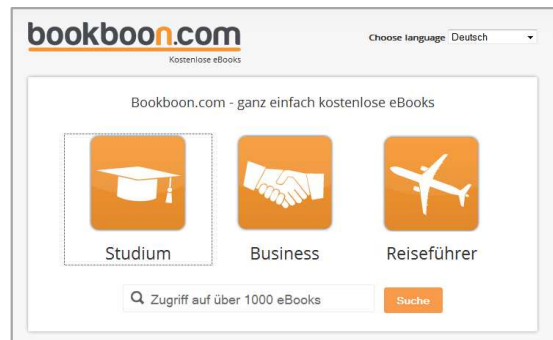 bookboon.com
Kostenlose eBooks
Choose language Deutsch
Bookboon.com - ganz einfach kostenlose eBooks
Studium Business Reiseführer
Zugriff auf über 1000 eBooks Suche